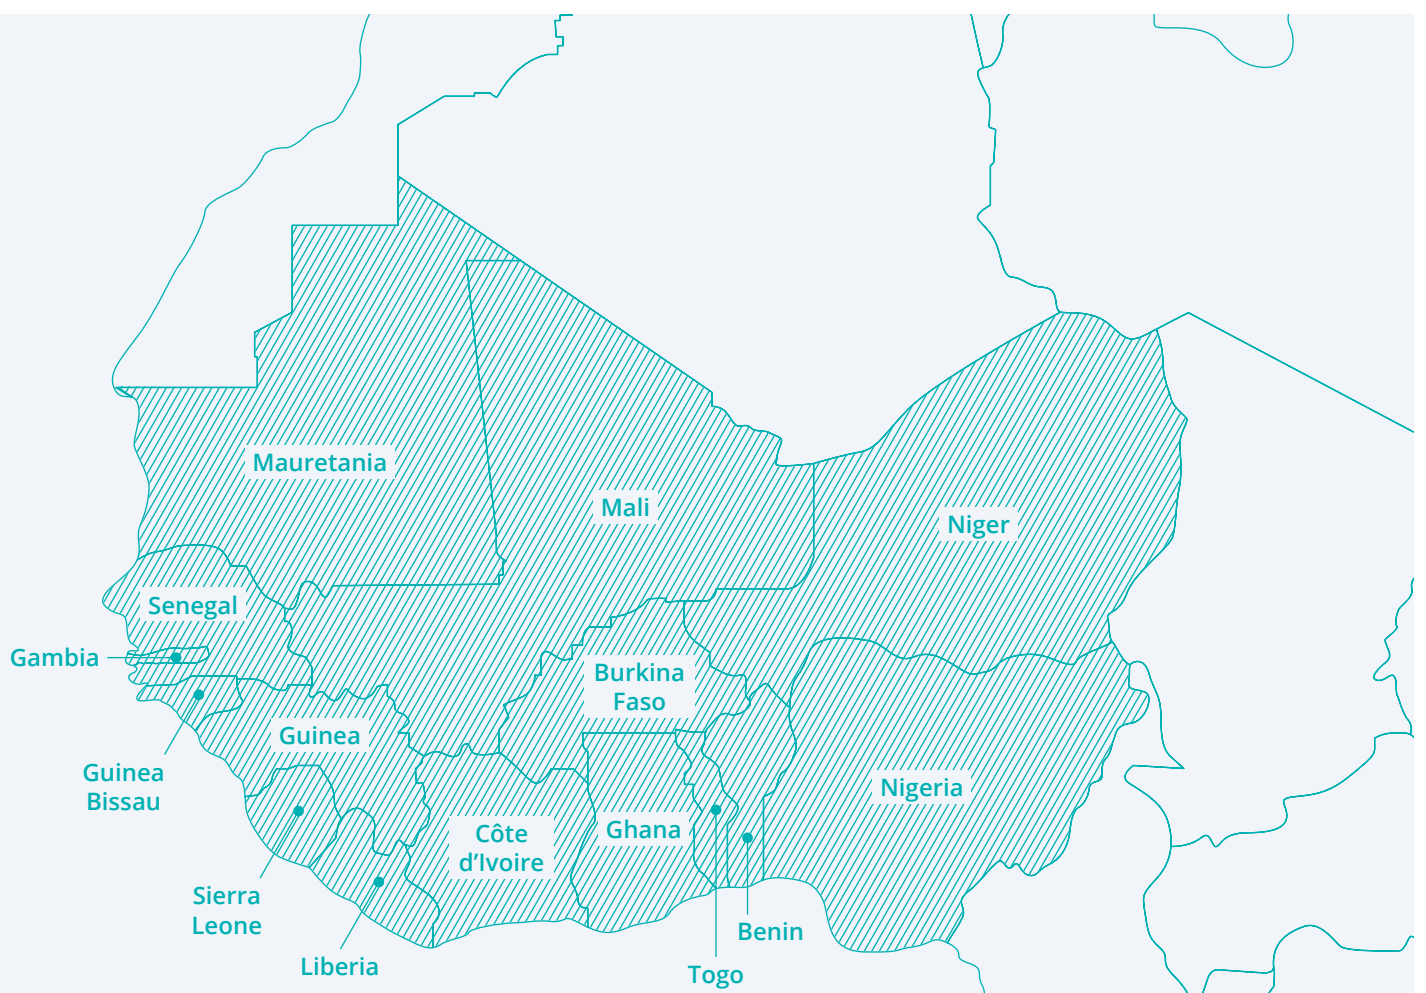 Mauretania
Mali
Niger
Senegal
Gambia
Burkina
Faso
Guinea
Guinea
Bissau
Nigeria
Côte
d’Ivoire
Ghana
Sierra
Leone
Benin
Liberia
Togo